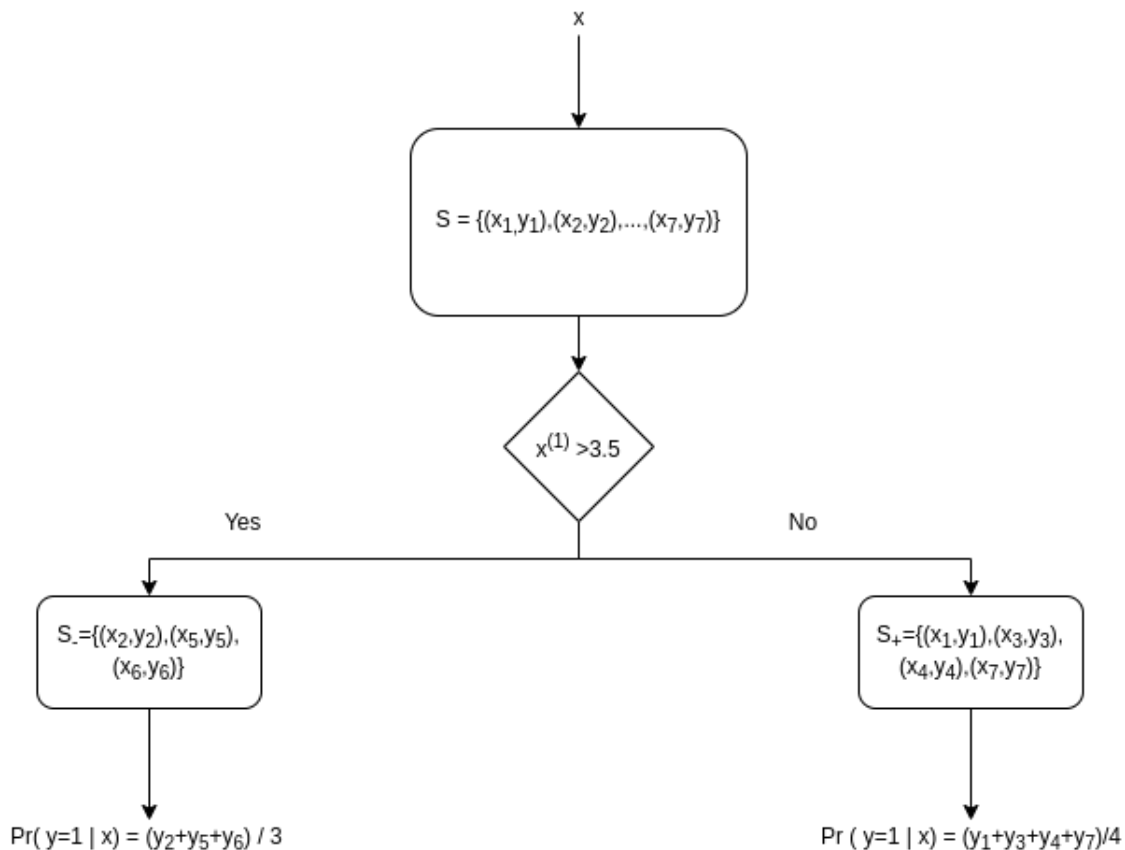 x
S = {(x₁,y₁),(x₂,y₂),...,(x₇,y₇)}
x⁽¹⁾ >3.5
Yes
No
S₋={(x₂,y₂),(x₅,y₅),
(x₆,y₆)}
S₊={(x₁,y₁),(x₃,y₃),
(x₄,y₄),(x₇,y₇)}
Pr( y=1 | x) = (y₂+y₅+y₆) / 3
Pr ( y=1 | x) = (y₁+y₃+y₄+y₇)/4